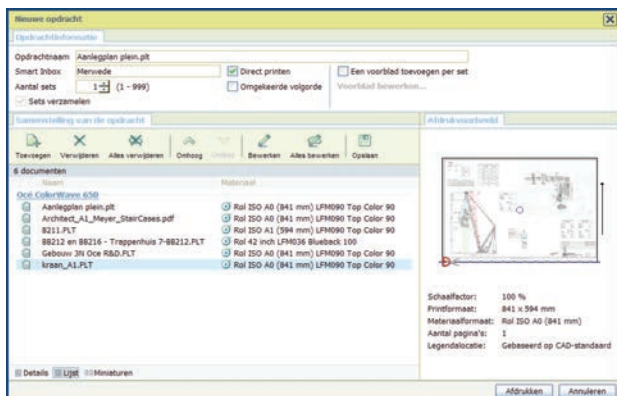 Nieuwe opdracht
Opdrachtinformatie
Opdrachtnaam Aanlegplan plein.plt
Smart Inbox Merwede Direct printen Een voorblad toevoegen per set
Aantal sets 1 (1 - 999) Omgekeerde volgorde Voorblad bewerken...
Sets verzamelen
Samenstelling van de opdracht Afdrukvoorbeeld
Toevoegen Verwijderen Alles verwijderen Omhoog Bewerken Alles bewerken Opslaan
6 documenten
Naam Materiaal
Océ ColorWave 650
Aanlegplan plein.plt Rol ISO A0 (841 mm) LFM090 Top Color 90
Architect_A1_Meyer_StairCases.pdf Rol ISO A0 (841 mm) LFM090 Top Color 90
B211.PLT Rol ISO A1 (594 mm) LFM090 Top Color 90
BB212 en BB216 - Trappenhuis 7-BB212.PLT Rol 42 inch LFM036 Blueback 100
Gebouw 3N Oce R&D.PLT Rol ISO A0 (841 mm) LFM090 Top Color 90
kraan_A1.PLT Rol ISO A0 (841 mm) LFM090 Top Color 90
Schaalfactor: 100 %
Printformaat: 841 x 594 mm
Materiaalformaat: Rol ISO A0 (841 mm)
Aantal pagina's: 1
Legendalocatie: Gebaseerd op CAD-standaard
Details Lijst Miniaturen
Afdrukken Annuleren